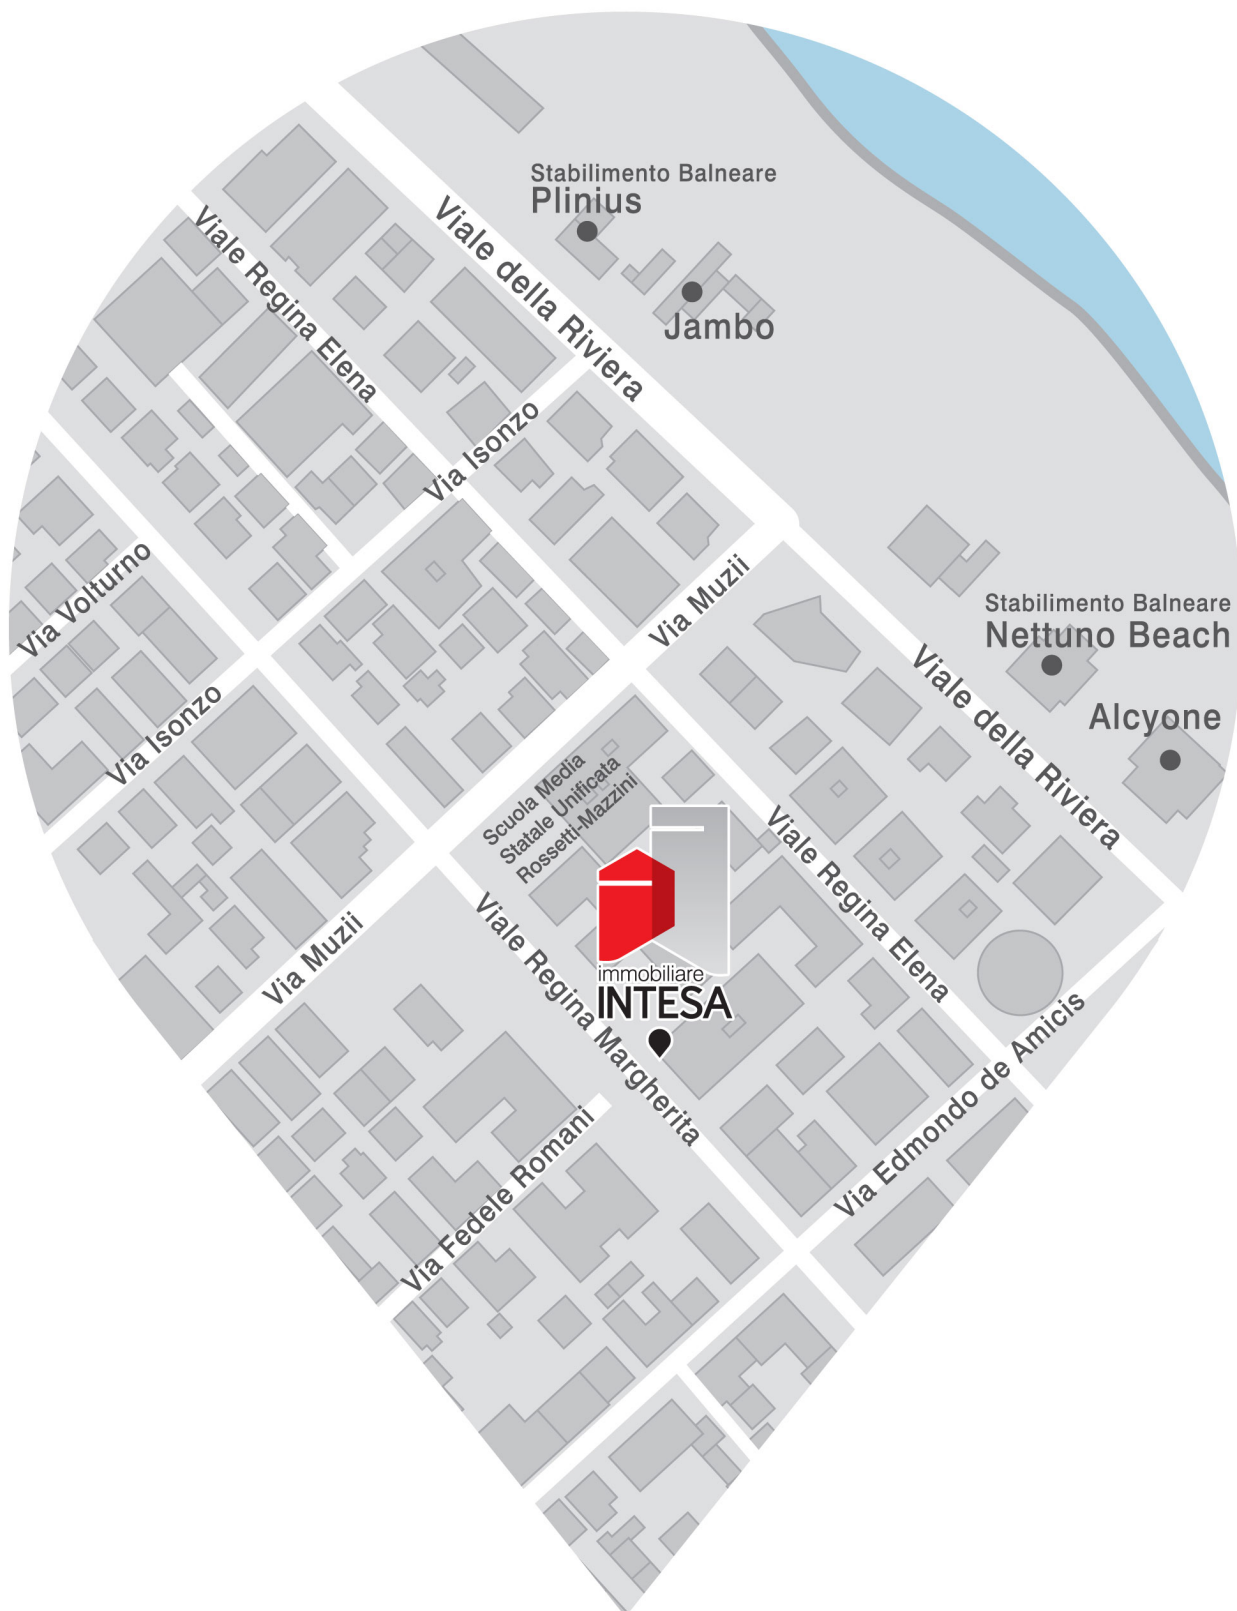 Stabilimento Balneare
Plinius
Jambo
Viale della Riviera
Viale Regina Elena
Via Isonzo
Via Volturno
Via Muzii
Stabilimento Balneare
Nettuno Beach
Alcyone
Viale della Riviera
Via Isonzo
Scuola Media
Statale Unificata
Rossetti-Mazzini
Viale Regina Elena
Via Muzii
Viale Regina Margherita
immobiliare
INTESA
Via Edmondo de Amicis
Via Fedele Romani